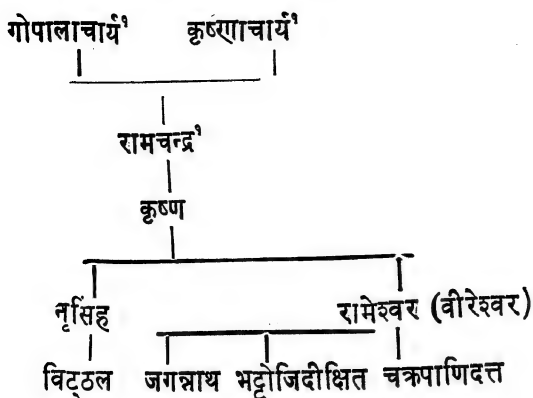 गोपालाचार्य¹ कृष्णाचार्य¹
रामचन्द्र¹
कृष्ण
नृसिंह रामेश्वर (वीरेश्वर)
विट्ठल जगन्नाथ भट्टोजिदीक्षित चक्रपाणिदत्त